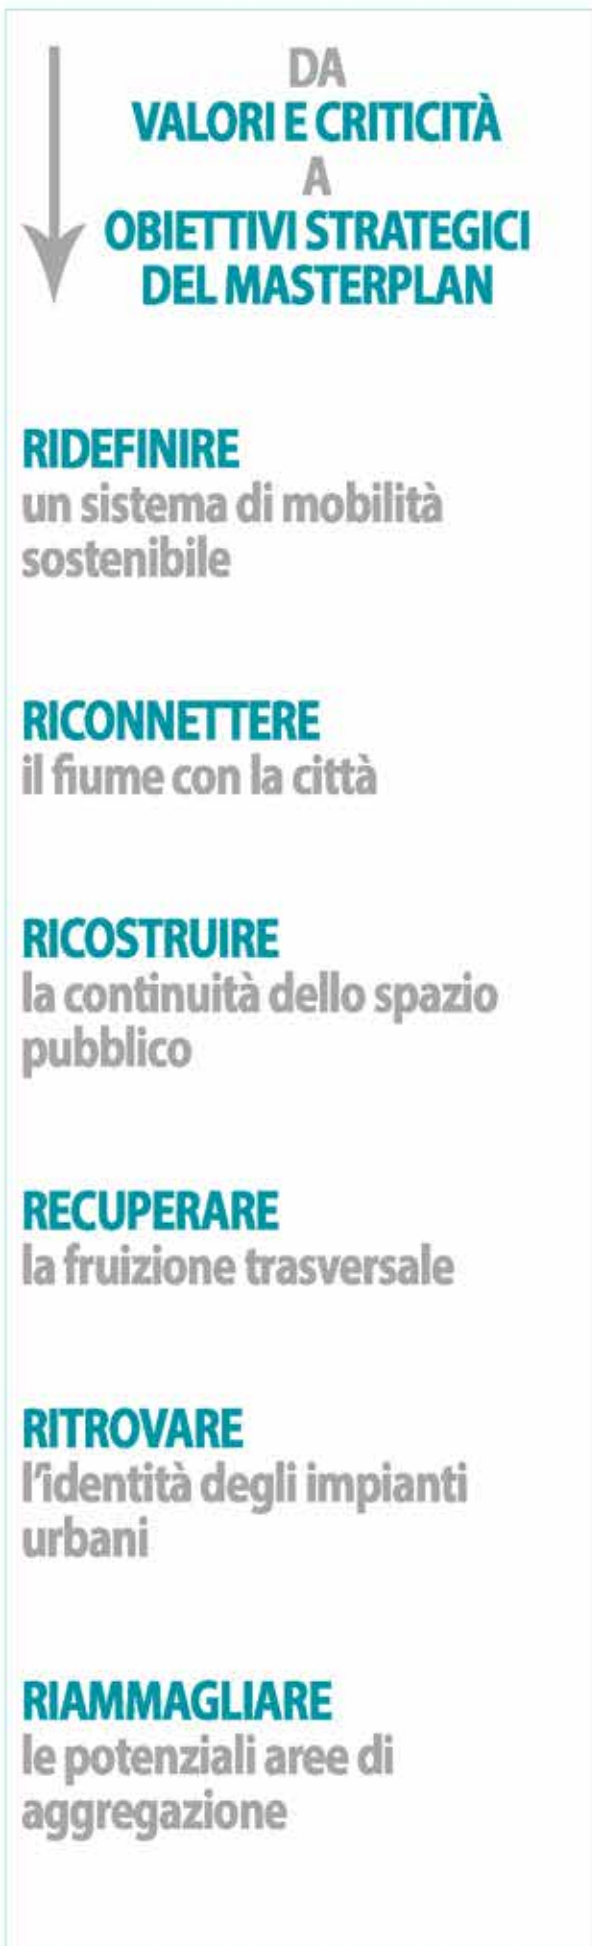 DA
VALORI E CRITICITÀ
A
OBIETTIVI STRATEGICI
DEL MASTERPLAN
RIDEFINIRE
un sistema di mobilità
sostenibile
RICONNETTERE
il fiume con la città
RICOSTRUIRE
la continuità dello spazio
pubblico
RECUPERARE
la fruizione trasversale
RITROVARE
l'identità degli impianti
urbani
RIAMMAGLIARE
le potenziali aree di
aggregazione